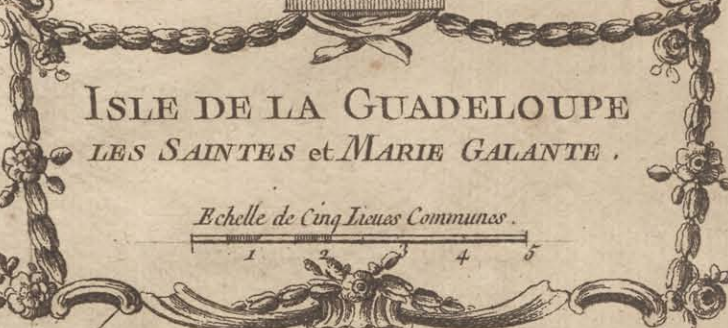 ISLE DE LA GUADELOUPE
LES SAINTES et MARIE GALANTE.
Echelle de Cinq Lieues Communes.
1 2 3 4 5